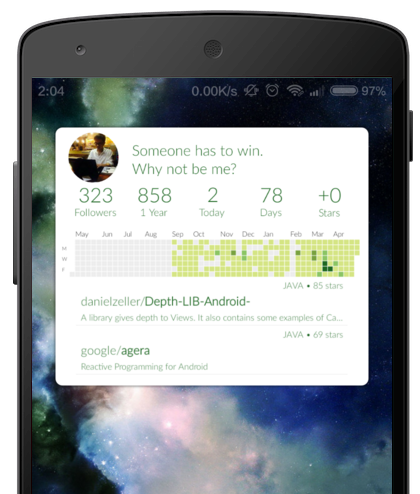 2:04 0.00K/s 97%
Someone has to win.
Why not be me?
323 858 2 78 +0
Followers 1 Year Today Days Stars
May Jun Jul Aug Sep Oct Nov Dec Jan Feb Mar Apr
M
W
F
JAVA • 85 stars
danielzeller/Depth-LIB-Android-
A library gives depth to Views. It also contains some examples of Ca...
JAVA • 69 stars
google/agera
Reactive Programming for Android